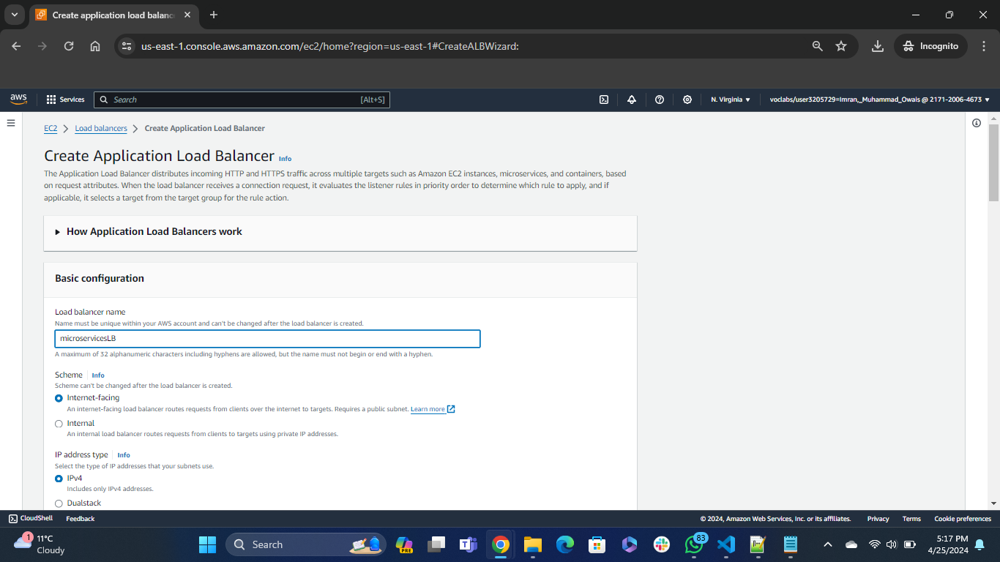 Create application load balanc
us-east-1.console.aws.amazon.com/ec2/home?region=us-east-1#CreateALBWizard:
Incognito
aws
Services
Search
[Alt+S]
N. Virginia
voclabs/user3205729=Imran,_Muhammad_Owais @ 2171-2006-4673
EC2
Load balancers
Create Application Load Balancer
Create Application Load Balancer Info
The Application Load Balancer distributes incoming HTTP and HTTPS traffic across multiple targets such as Amazon EC2 instances, microservices, and containers, based
on request attributes. When the load balancer receives a connection request, it evaluates the listener rules in priority order to determine which rule to apply, and if
applicable, it selects a target from the target group for the rule action.
How Application Load Balancers work
Basic configuration
Load balancer name
Name must be unique within your AWS account and can't be changed after the load balancer is created.
microservicesLB
A maximum of 32 alphanumeric characters including hyphens are allowed, but the name must not begin or end with a hyphen.
Scheme Info
Scheme can't be changed after the load balancer is created.
Internet-facing
An internet-facing load balancer routes requests from clients over the internet to targets. Requires a public subnet. Learn more
Internal
An internal load balancer routes requests from clients to targets using private IP addresses.
IP address type Info
Select the type of IP addresses that your subnets use.
IPv4
Includes only IPv4 addresses.
Dualstack
CloudShell
Feedback
© 2024, Amazon Web Services, Inc. or its affiliates.
Privacy
Terms
Cookie preferences
1
11°C
Cloudy
Search
PRE
83
5:17 PM
4/25/2024